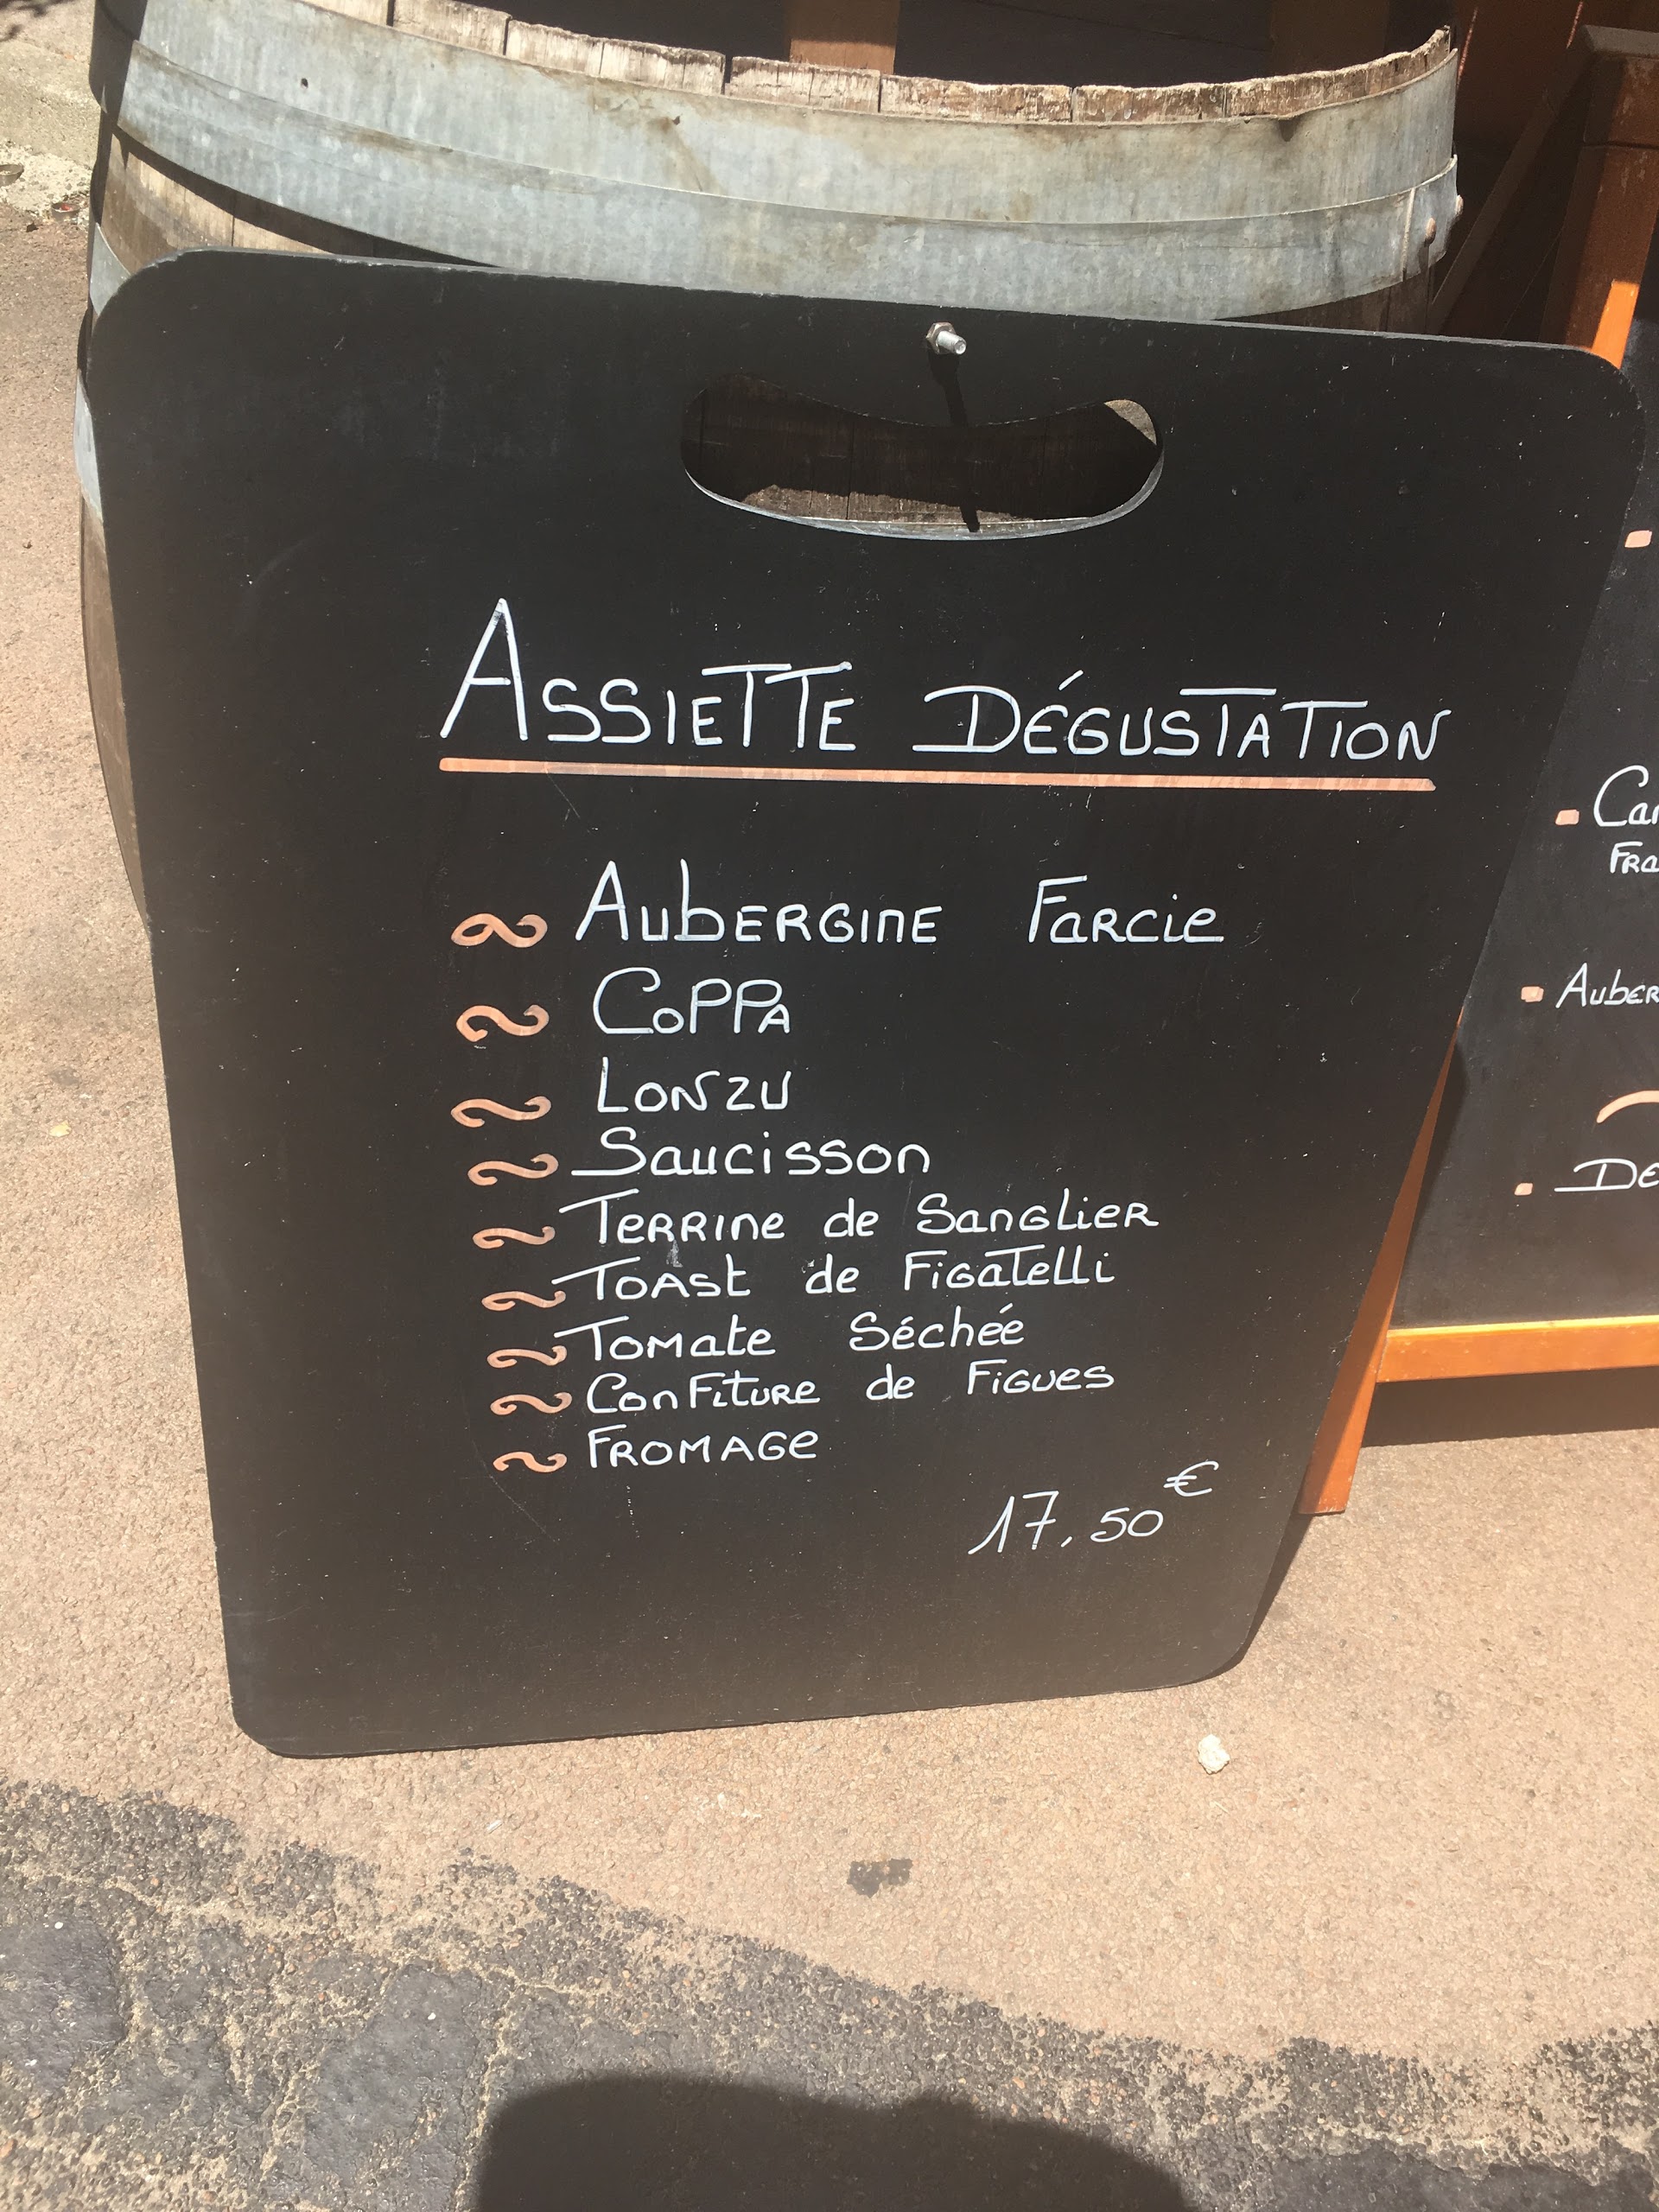 Assiette Dégustation
Aubergine Farcie
Coppa
Lonzu
Saucisson
Terrine de Sanglier
Toast de Figatelli
Tomate Séchée
Confiture de Figues
Fromage
17,50€